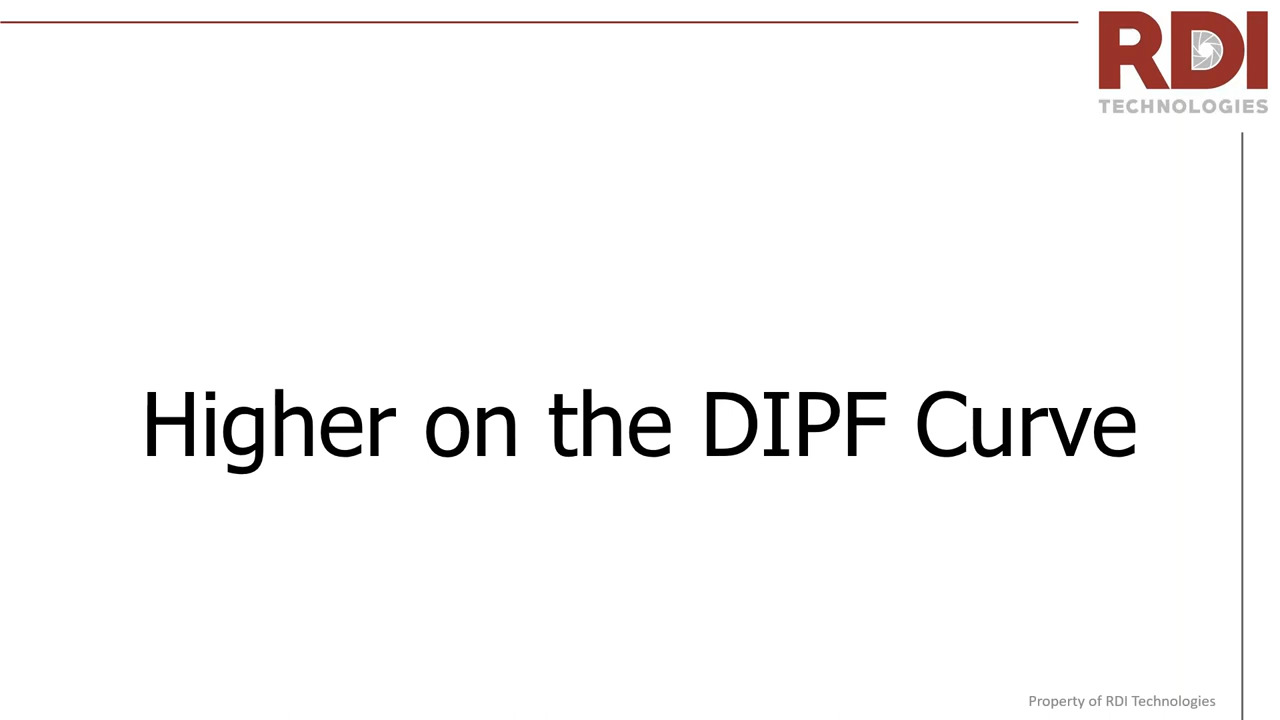 RDI
TECHNOLOGIES
Higher on the DIPF Curve
Property of RDI Technologies